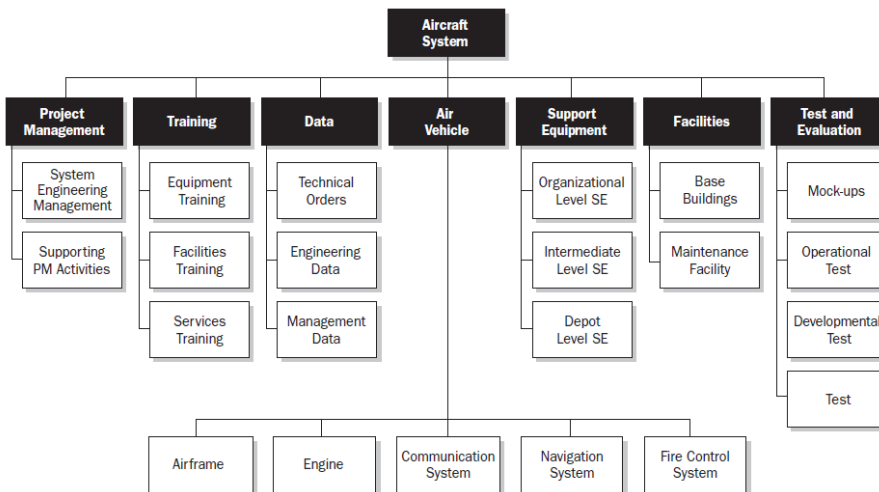 Aircraft
System
Project
Management
Training
Data
Air
Vehicle
Support
Equipment
Facilities
Test and
Evaluation
System
Engineering
Management
Supporting
PM Activities
Equipment
Training
Facilities
Training
Services
Training
Technical
Orders
Engineering
Data
Management
Data
Organizational
Level SE
Intermediate
Level SE
Depot
Level SE
Base
Buildings
Maintenance
Facility
Mock-ups
Operational
Test
Developmental
Test
Test
Airframe
Engine
Communication
System
Navigation
System
Fire Control
System